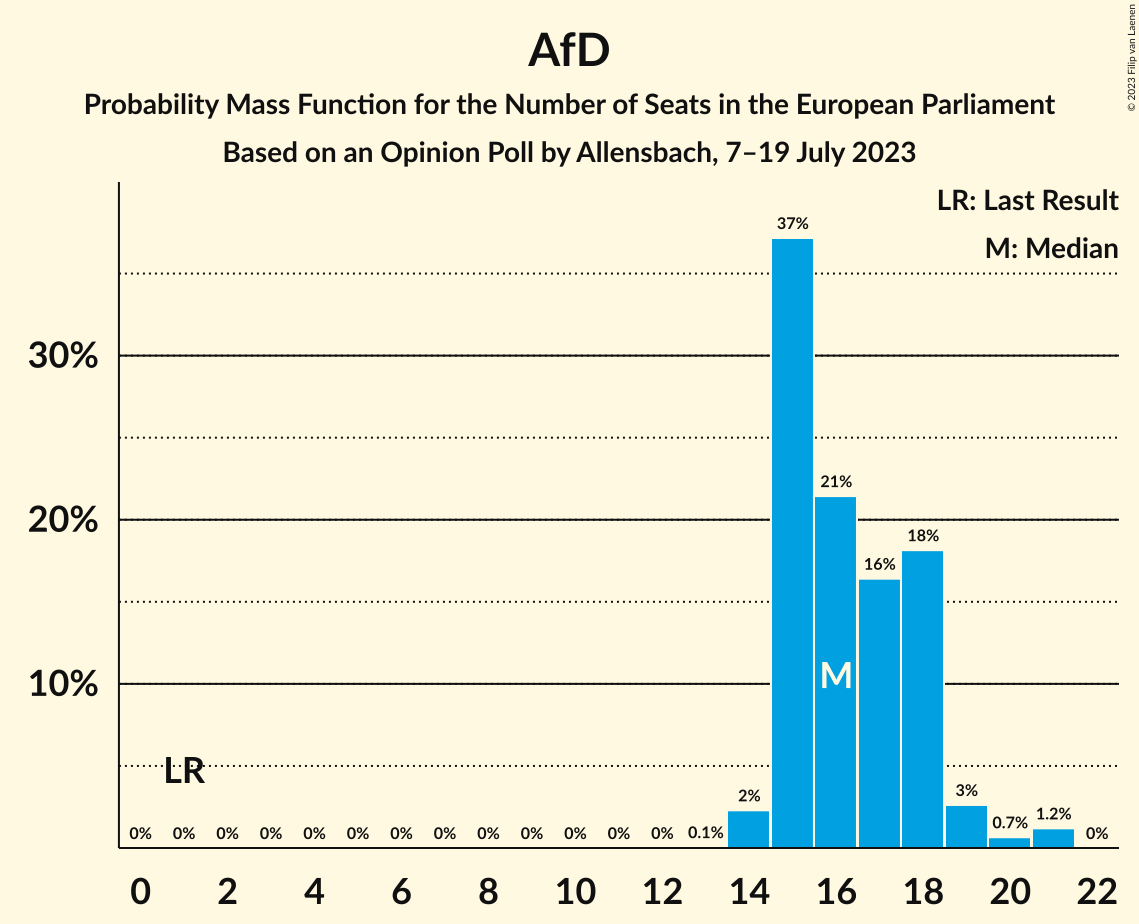 AfD
Probability Mass Function for the Number of Seats in the European Parliament
Based on an Opinion Poll by Allensbach, 7–19 July 2023
© 2023 Filip van Laenen
LR: Last Result
M: Median
37%
30%
21%
20%
18%
16%
10%
M
LR
0% 0% 0% 0% 0% 0% 0% 0% 0% 0% 0% 0% 0% 0.1% 2% 3% 0.7% 1.2% 0%
0 2 4 6 8 10 12 14 16 18 20 22